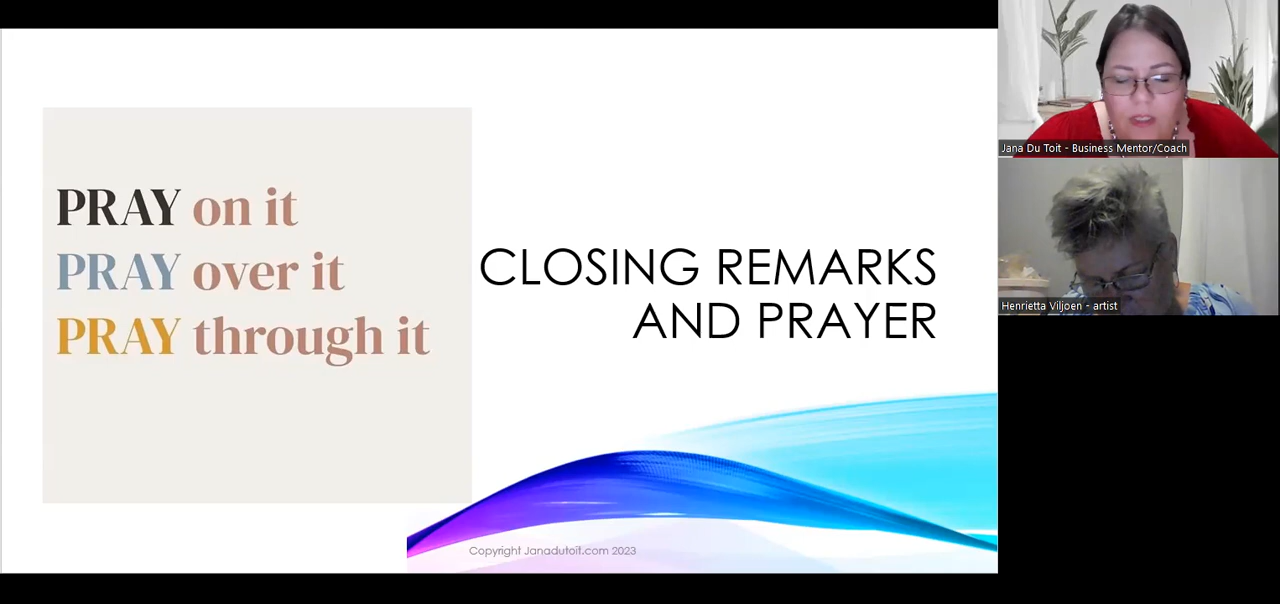 PRAY on it
PRAY over it
PRAY through it
CLOSING REMARKS
AND PRAYER
Copyright Janadutoit.com 2023
Jana Du Toit - Business Mentor/Coach
Henrietta Viljoen - artist